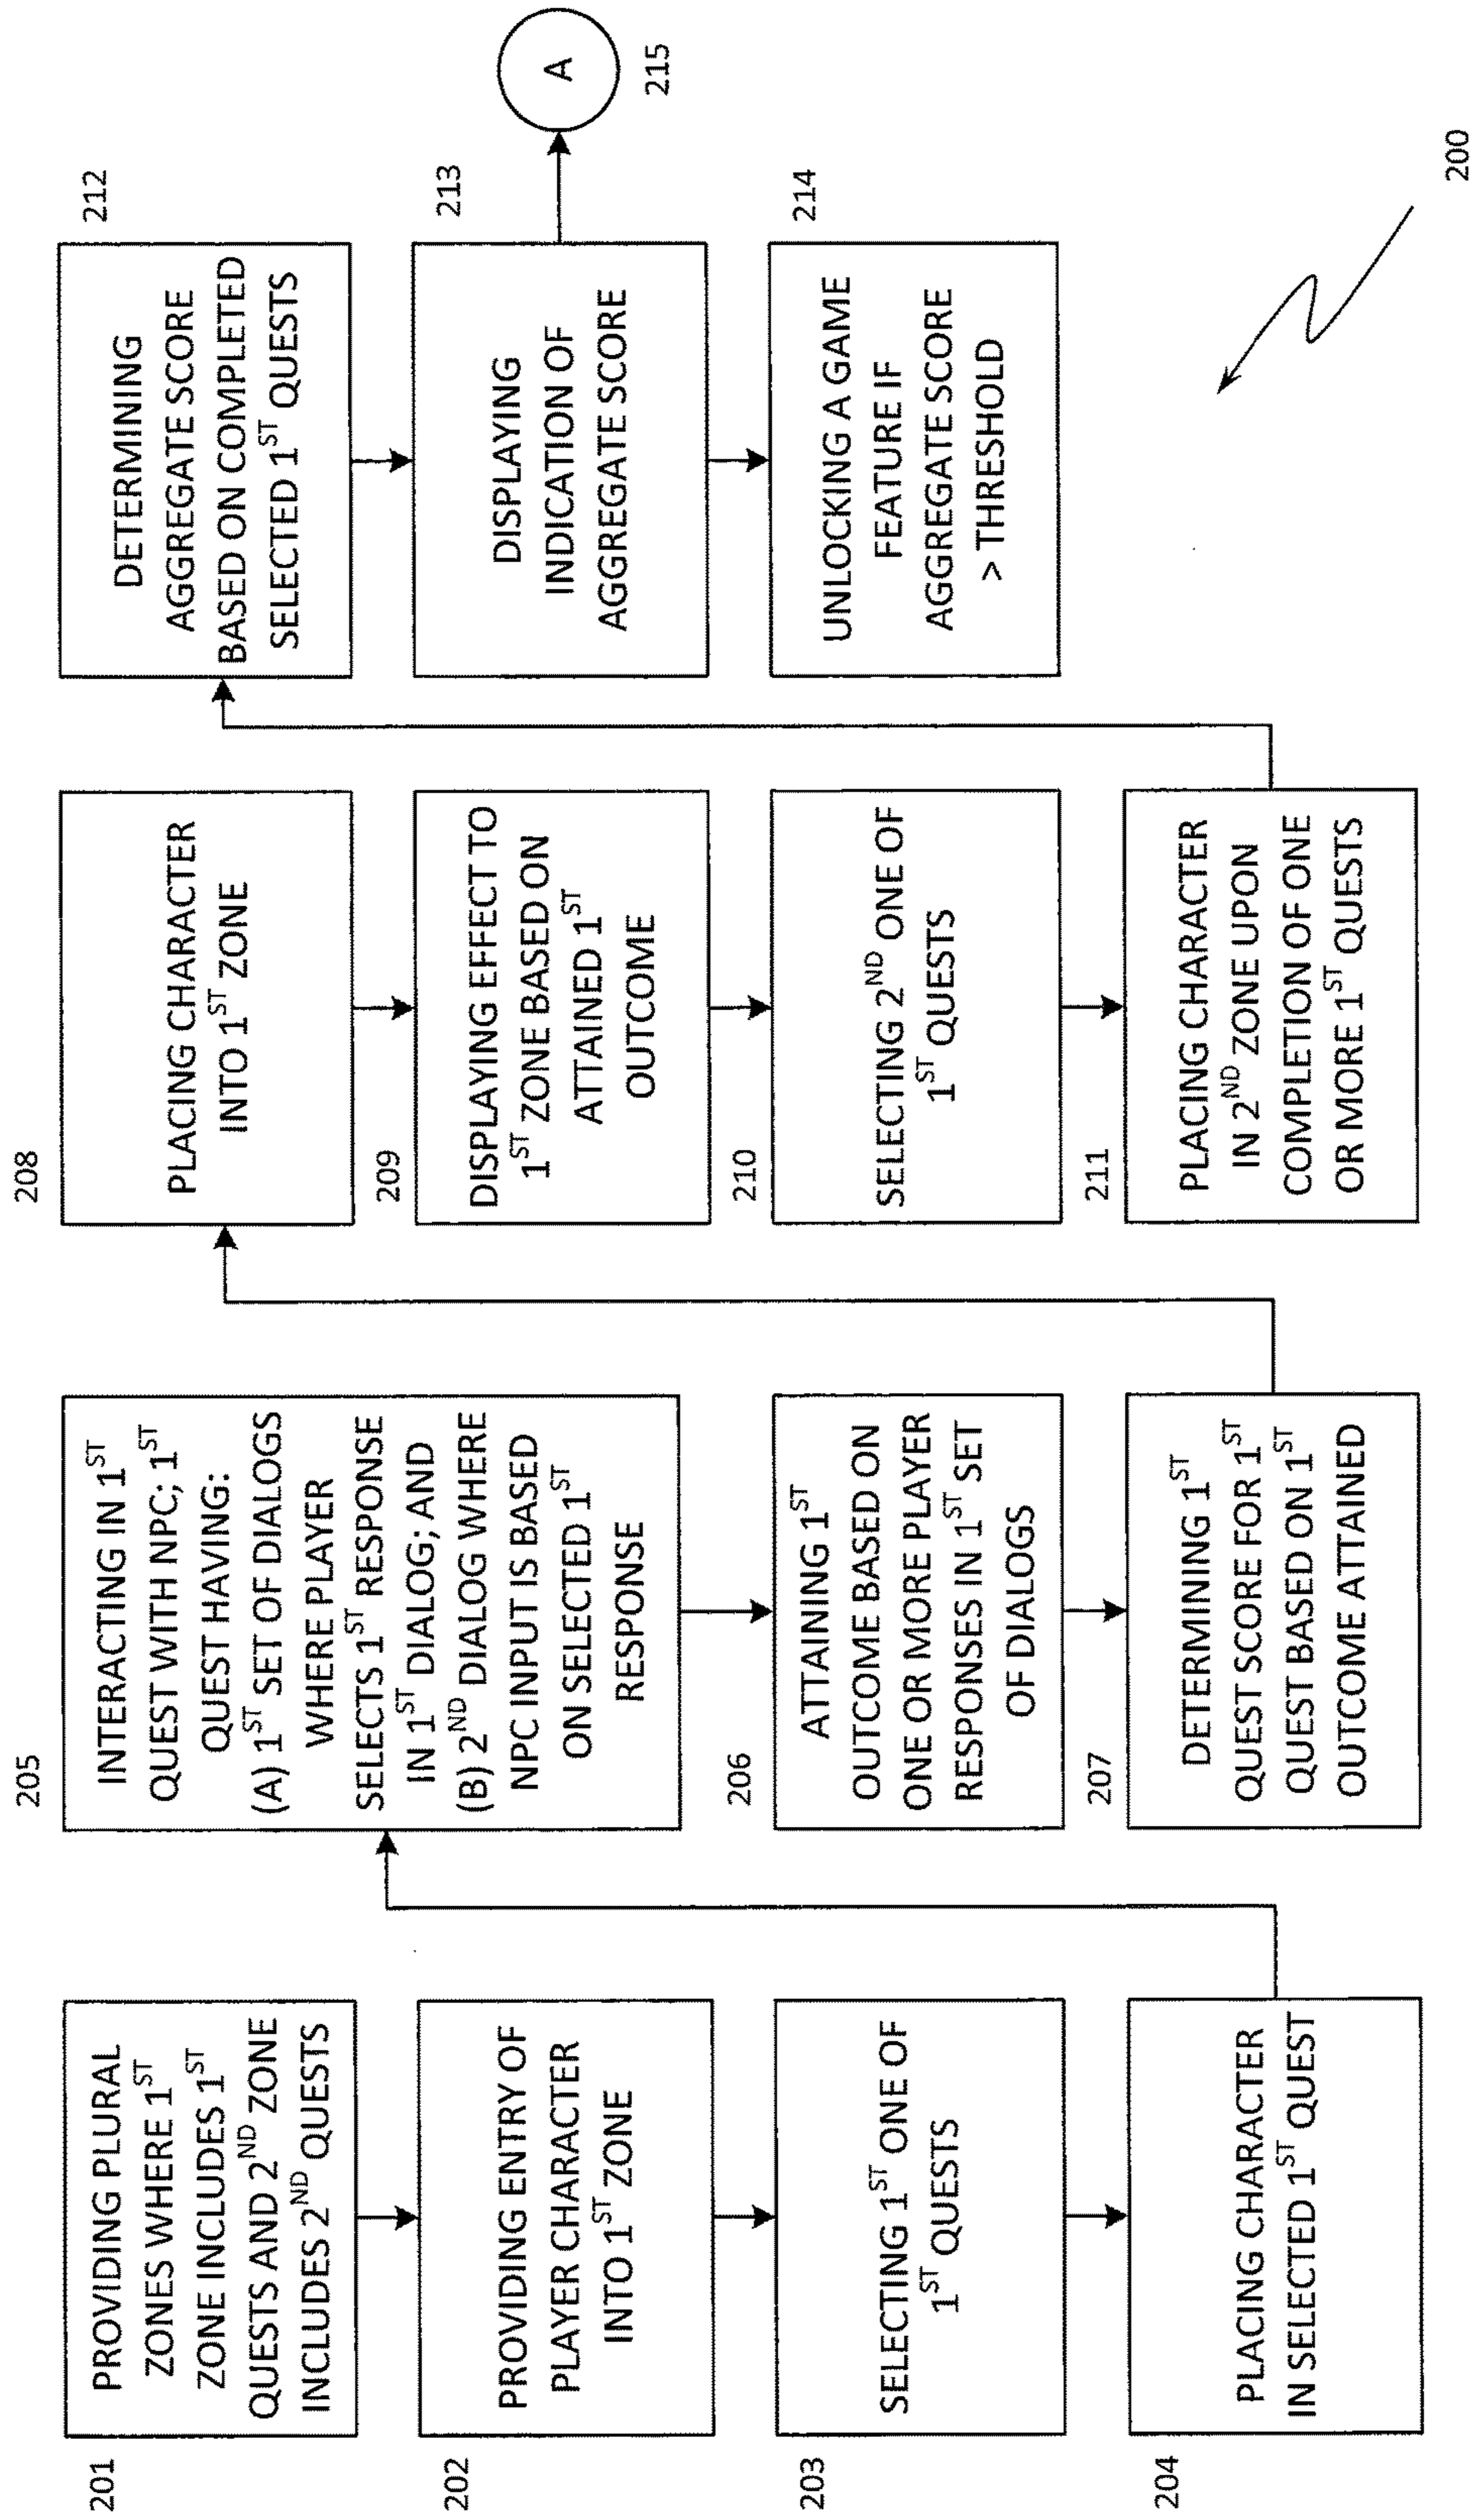 201
PROVIDING PLURAL
ZONES WHERE 1ST
ZONE INCLUDES 1ST
QUESTS AND 2ND ZONE
INCLUDES 2ND QUESTS
202
PROVIDING ENTRY OF
PLAYER CHARACTER
INTO 1ST ZONE
203
SELECTING 1ST ONE OF
1ST QUESTS
204
PLACING CHARACTER
IN SELECTED 1ST QUEST
205
INTERACTING IN 1ST
QUEST WITH NPC; 1ST
QUEST HAVING:
(A) 1ST SET OF DIALOGS
WHERE PLAYER
SELECTS 1ST RESPONSE
IN 1ST DIALOG; AND
(B) 2ND DIALOG WHERE
NPC INPUT IS BASED
ON SELECTED 1ST
RESPONSE
206
ATTAINING 1ST
OUTCOME BASED ON
ONE OR MORE PLAYER
RESPONSES IN 1ST SET
OF DIALOGS
207
DETERMINING 1ST
QUEST SCORE FOR 1ST
QUEST BASED ON 1ST
OUTCOME ATTAINED
208
PLACING CHARACTER
INTO 1ST ZONE
209
DISPLAYING EFFECT TO
1ST ZONE BASED ON
ATTAINED 1ST
OUTCOME
210
SELECTING 2ND ONE OF
1ST QUESTS
211
PLACING CHARACTER
IN 2ND ZONE UPON
COMPLETION OF ONE
OR MORE 1ST QUESTS
212
DETERMINING
AGGREGATE SCORE
BASED ON COMPLETED
SELECTED 1ST QUESTS
213
DISPLAYING
INDICATION OF
AGGREGATE SCORE
214
UNLOCKING A GAME
FEATURE IF
AGGREGATE SCORE
> THRESHOLD
A
215
200